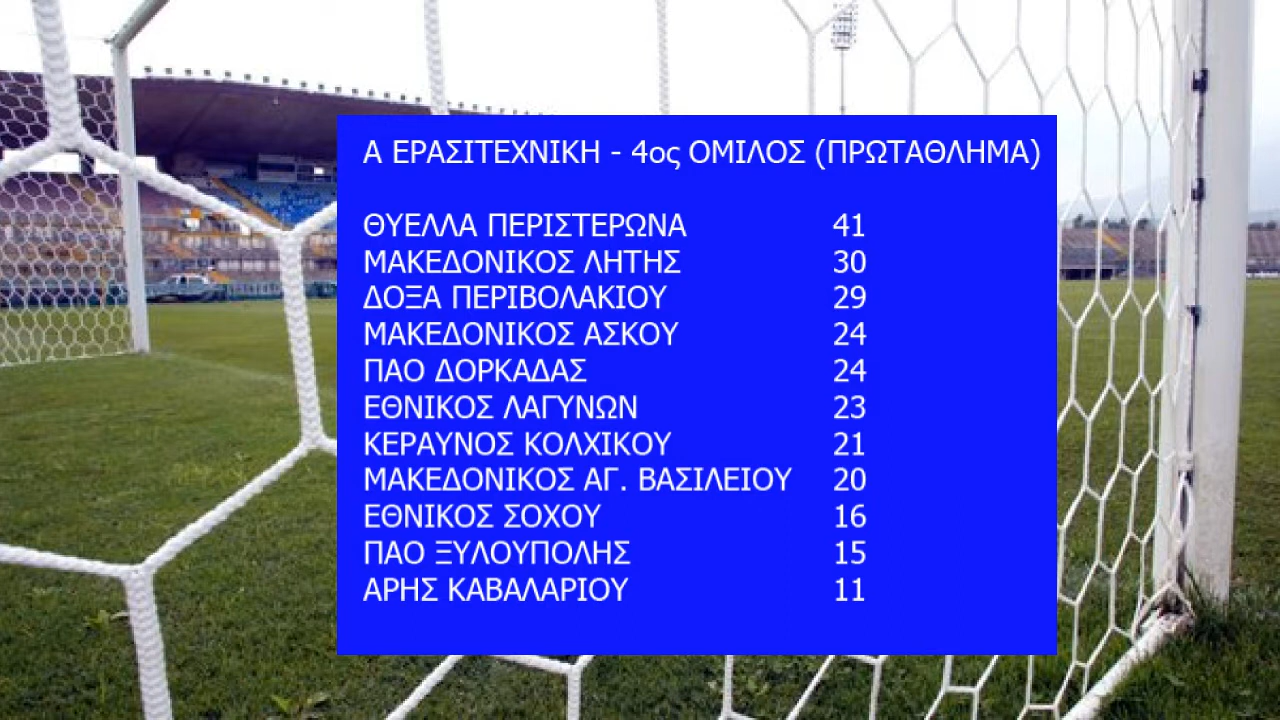 Α ΕΡΑΣΙΤΕΧΝΙΚΗ - 4ος ΟΜΙΛΟΣ (ΠΡΩΤΑΘΛΗΜΑ)
ΘΥΕΛΛΑ ΠΕΡΙΣΤΕΡΩΝΑ 41
ΜΑΚΕΔΟΝΙΚΟΣ ΛΗΤΗΣ 30
ΔΟΞΑ ΠΕΡΙΒΟΛΑΚΙΟΥ 29
ΜΑΚΕΔΟΝΙΚΟΣ ΑΣΚΟΥ 24
ΠΑΟ ΔΟΡΚΑΔΑΣ 24
ΕΘΝΙΚΟΣ ΛΑΓΥΝΩΝ 23
ΚΕΡΑΥΝΟΣ ΚΟΛΧΙΚΟΥ 21
ΜΑΚΕΔΟΝΙΚΟΣ ΑΓ. ΒΑΣΙΛΕΙΟΥ 20
ΕΘΝΙΚΟΣ ΣΟΧΟΥ 16
ΠΑΟ ΞΥΛΟΥΠΟΛΗΣ 15
ΑΡΗΣ ΚΑΒΑΛΑΡΙΟΥ 11